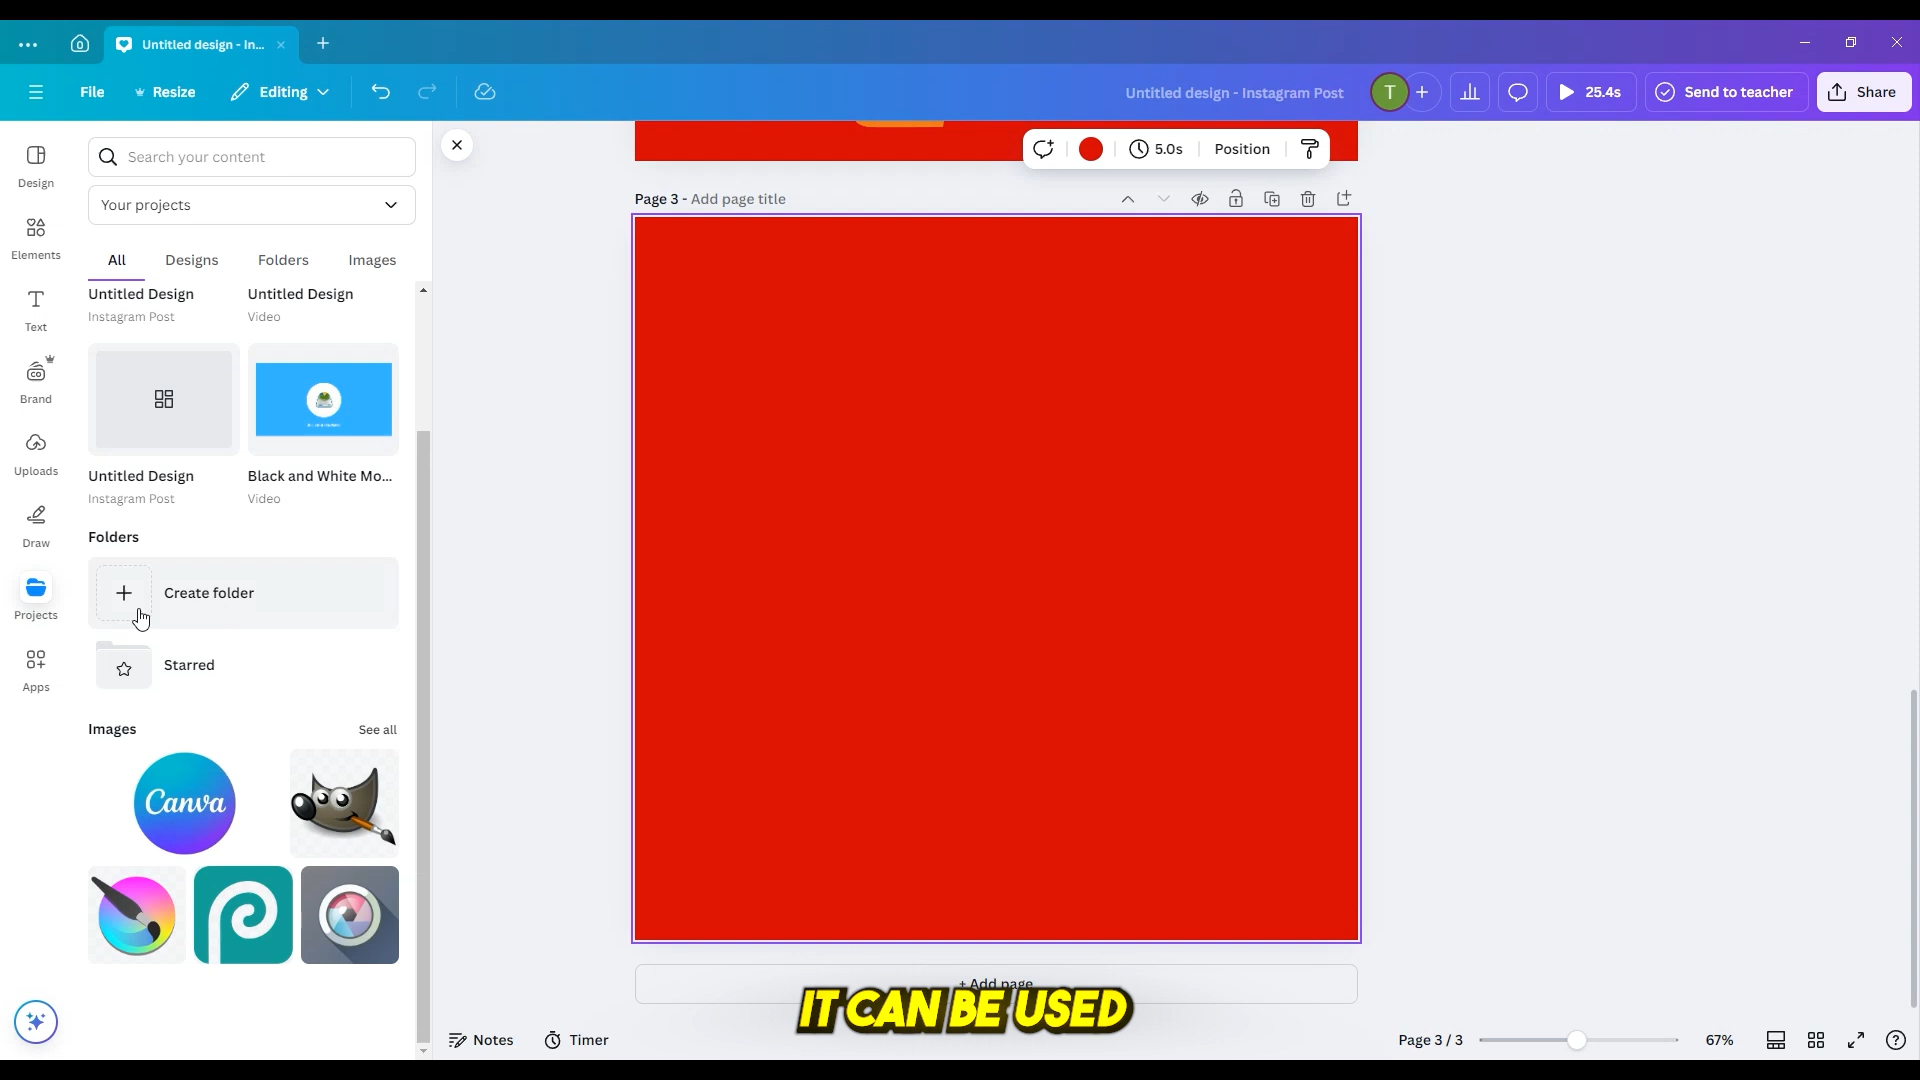 Untitled design - In...
File
Resize
Editing
Untitled design - Instagram Post
T
25.4s
Send to teacher
Share
Design
Elements
Text
Brand
Uploads
Draw
Projects
Apps
Search your content
Your projects
All
Designs
Folders
Images
Untitled Design
Instagram Post
Untitled Design
Video
Untitled Design
Instagram Post
Black and White Mo...
Video
Folders
Create folder
Starred
Images
See all
Canva
5.0s
Position
Page 3 - Add page title
+ Add page
IT CAN BE USED
Notes
Timer
Page 3 / 3
67%